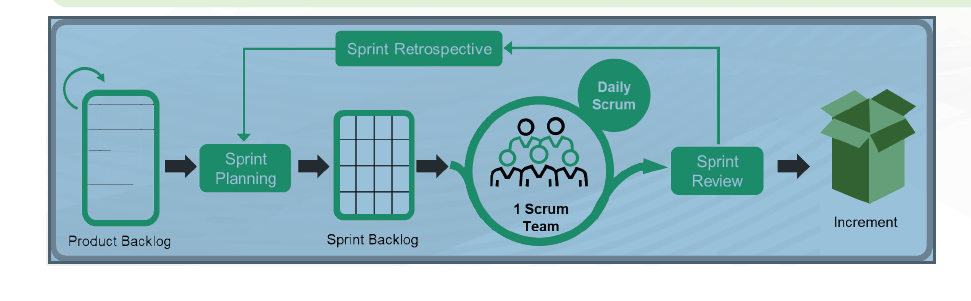 Sprint Retrospective
Daily
Scrum
Sprint
Planning
Sprint
Review
1 Scrum
Team
Product Backlog
Sprint Backlog
Increment